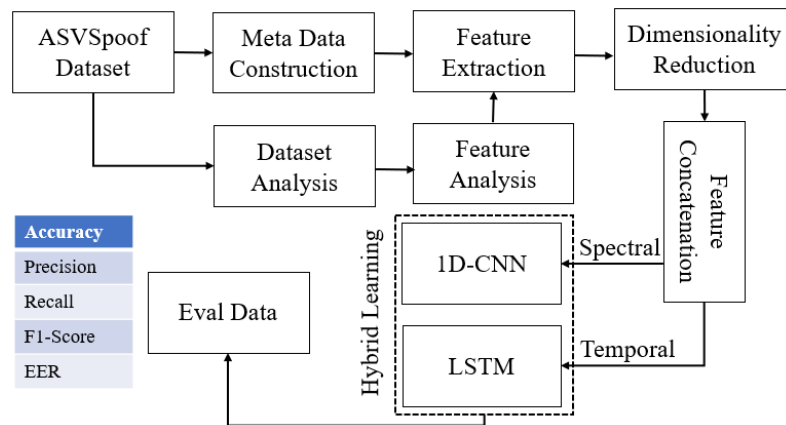 ASVSpoof
Dataset
Meta Data
Construction
Feature
Extraction
Dimensionality
Reduction
Dataset
Analysis
Feature
Analysis
Feature
Concatenation
Accuracy
Precision
Recall
F1-Score
EER
Eval Data
Hybrid Learning
1D-CNN
Spectral
LSTM
Temporal